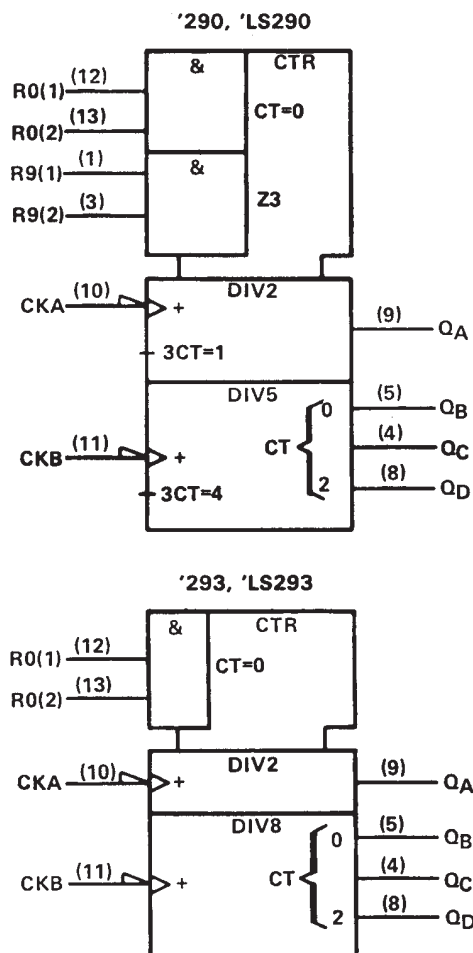 '290, 'LS290
& CTR
R0(1) (12)
CT=0
R0(2) (13)
R9(1) (1)
&
R9(2) (3)
Z3
DIV2
CKA (10) +
(9) QA
3CT=1
DIV5
0 (5) QB
CKB (11) + CT (4) QC
3CT=4 2 (8) QD
'293, 'LS293
& CTR
R0(1) (12)
CT=0
R0(2) (13)
DIV2
CKA (10) + (9) QA
DIV8
0 (5) QB
CKB (11) + CT (4) QC
2 (8) QD